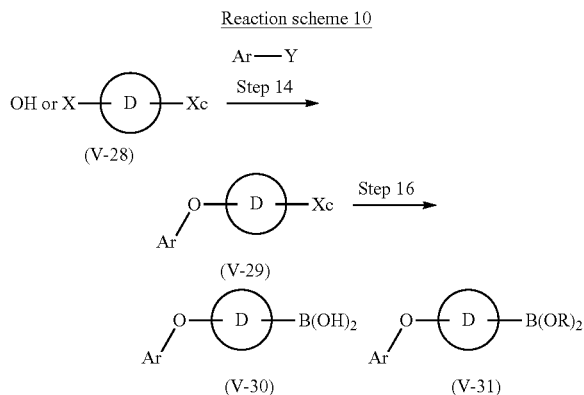 Reaction scheme 10
Ar—Y
Step 14
OH or X—D—Xc
(V-28)
O—D—Xc
Step 16
Ar
(V-29)
O—D—B(OH)₂
O—D—B(OR)₂
Ar
Ar
(V-30)
(V-31)